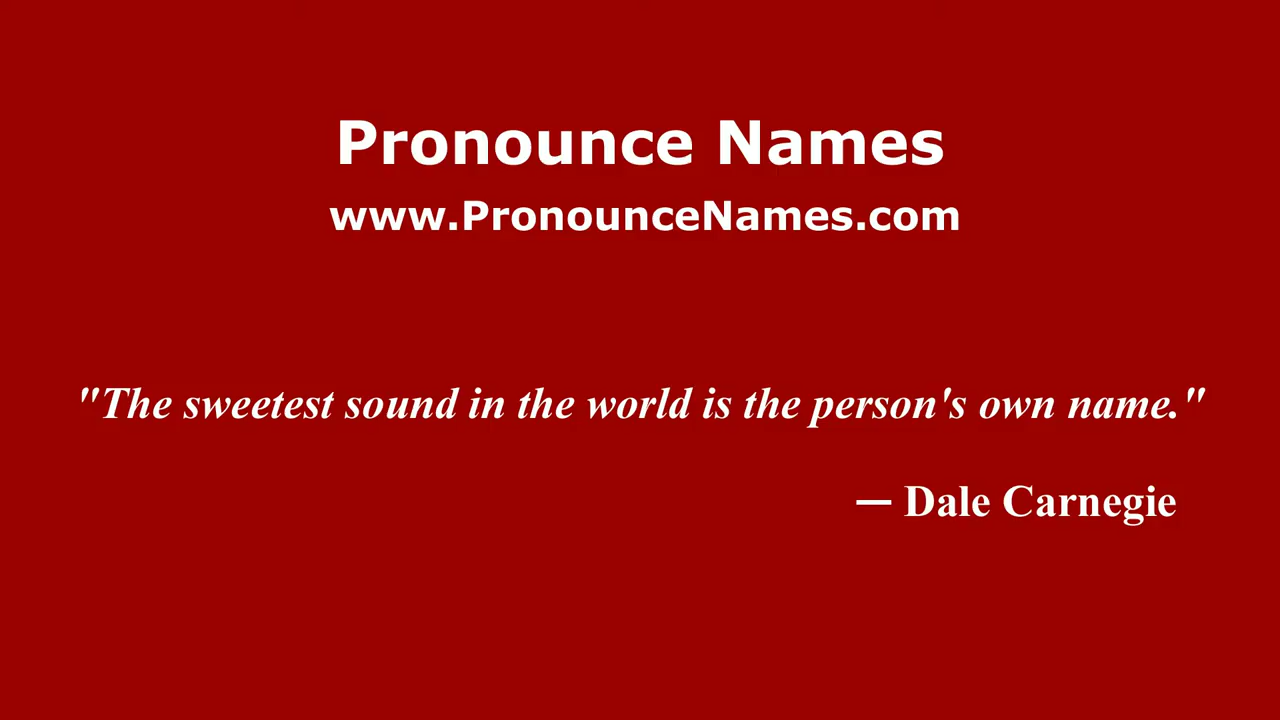 Pronounce Names
www.PronounceNames.com
"The sweetest sound in the world is the person's own name."
— Dale Carnegie